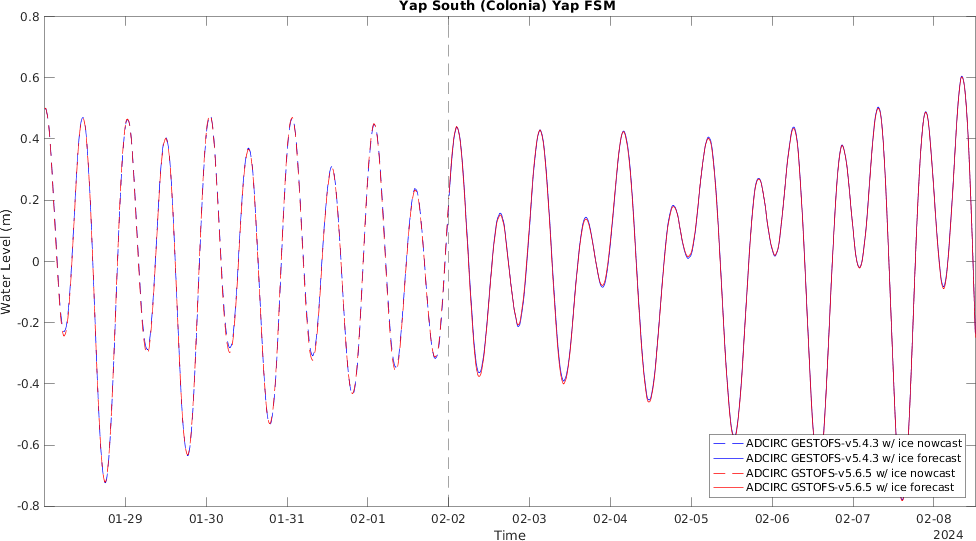 Yap South (Colonia) Yap FSM
0.8
0.6
0.4
0.2
0
-0.2
-0.4
-0.6
-0.8
Water Level (m)
ADCIRC GESTOFS-v5.4.3 w/ ice nowcast
ADCIRC GESTOFS-v5.4.3 w/ ice forecast
ADCIRC GSTOFS-v5.6.5 w/ ice nowcast
ADCIRC GSTOFS-v5.6.5 w/ ice forecast
01-29 01-30 01-31 02-01 02-02 02-03 02-04 02-05 02-06 02-07 02-08
Time
2024